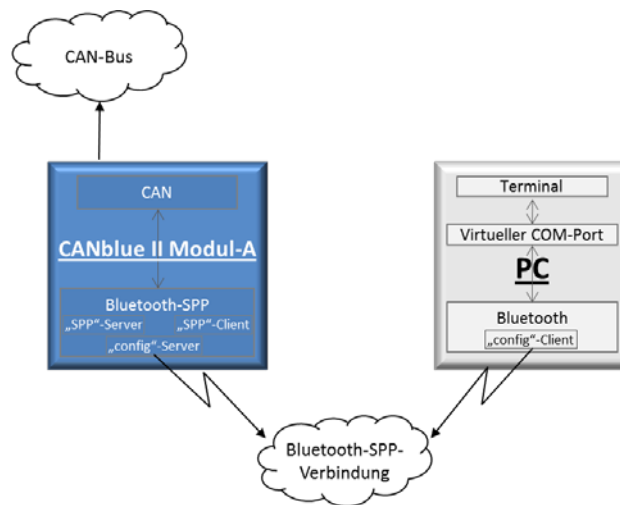 CAN-Bus
CAN
CANblue II Modul-A
Bluetooth-SPP
„SPP“-Server „SPP“-Client
„config“-Server
Terminal
Virtueller COM-Port
PC
Bluetooth
„config“-Client
Bluetooth-SPP-
Verbindung